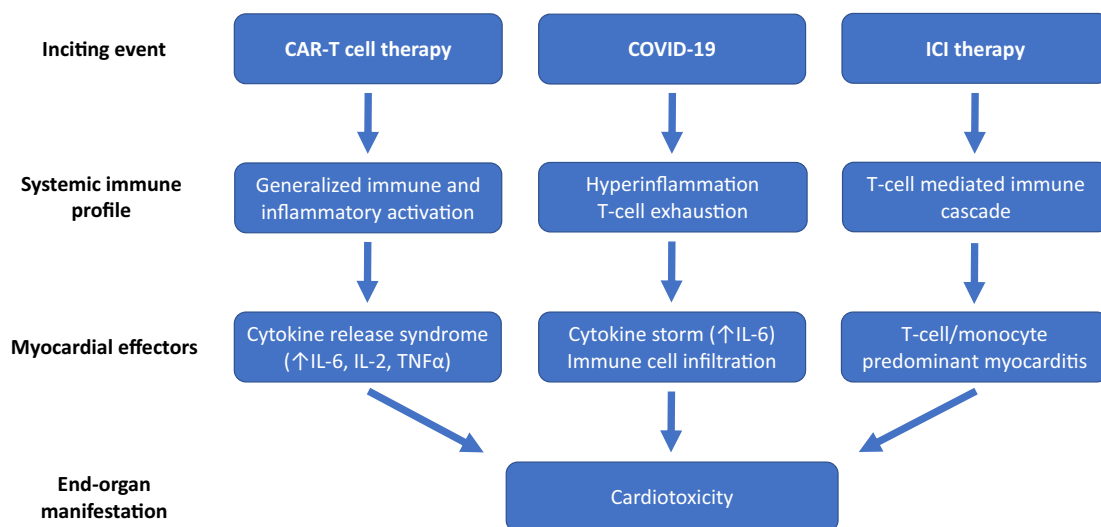 Inciting event
CAR-T cell therapy
COVID-19
ICI therapy
Systemic immune
profile
Generalized immune and
inflammatory activation
Hyperinflammation
T-cell exhaustion
T-cell mediated immune
cascade
Myocardial effectors
Cytokine release syndrome
(↑IL-6, IL-2, TNFα)
Cytokine storm (↑IL-6)
Immune cell infiltration
T-cell/monocyte
predominant myocarditis
End-organ
manifestation
Cardiotoxicity